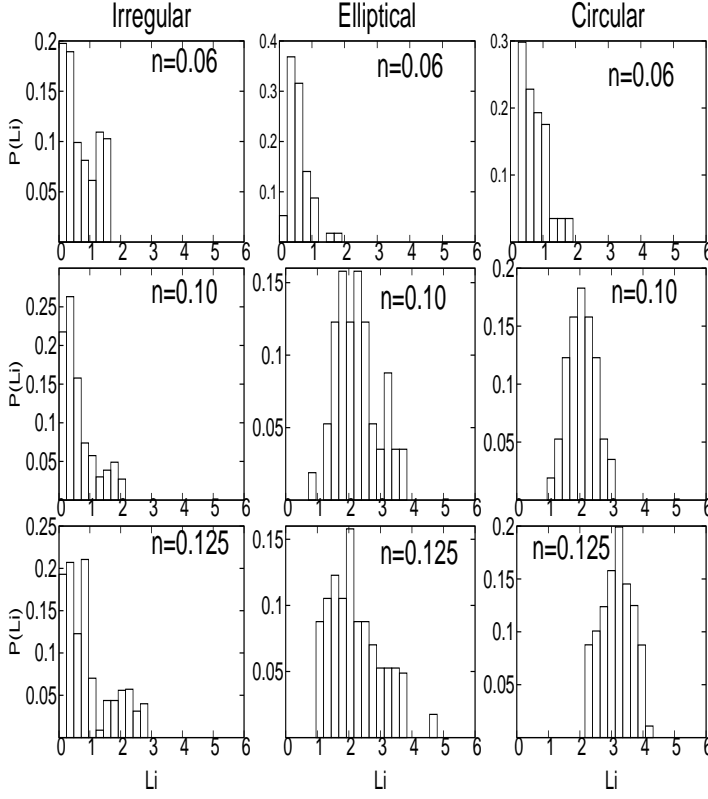 Irregular Elliptical Circular
n=0.06 n=0.06 n=0.06
P(Li)
0.2 0.15 0.1 0.05
0.4 0.3 0.2 0.1
0.3 0.2 0.1
0 1 2 3 4 5 6
0 1 2 3 4 5 6
0 1 2 3 4 5 6
n=0.10 n=0.10 n=0.10
P(Li)
0.25 0.2 0.15 0.1 0.05
0.15 0.1 0.05
0.2 0.15 0.1 0.05
0 1 2 3 4 5 6
0 1 2 3 4 5 6
0 1 2 3 4 5 6
n=0.125 n=0.125 n=0.125
P(Li)
0.25 0.2 0.15 0.1 0.05
0.15 0.1 0.05
0.2 0.15 0.1 0.05
0 1 2 3 4 5 6
0 1 2 3 4 5 6
0 1 2 3 4 5 6
Li Li Li